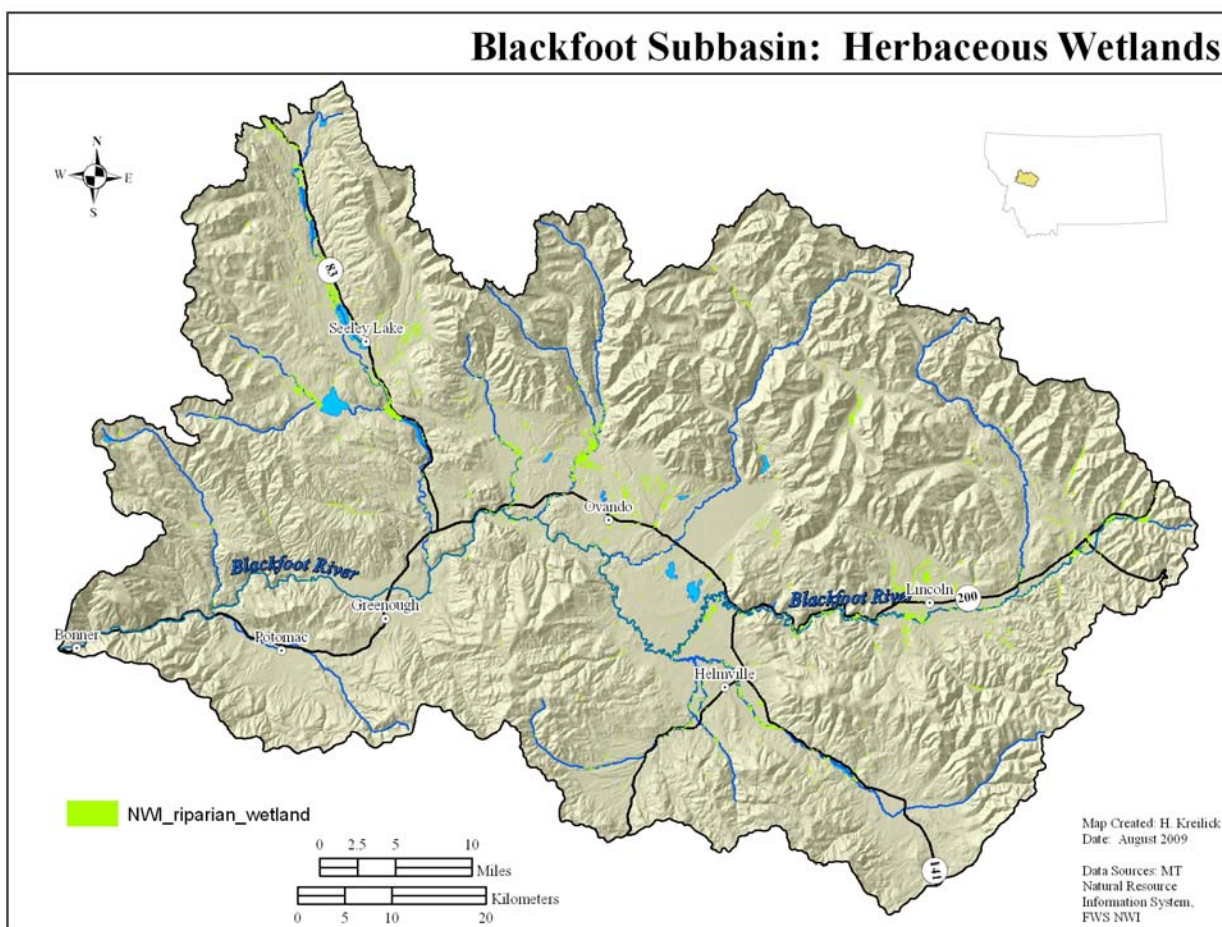 Blackfoot Subbasin: Herbaceous Wetlands
N
W
E
S
83
Seeley Lake
Ovando
Blackfoot River
Blackfoot River
Lincoln
200
Greenough
Bonner
Potomac
Helmville
141
NWI_riparian_wetland
0 2.5 5 10
Miles
Kilometers
0 5 10 20
Map Created: H. Kreilick
Date: August 2009
Data Sources: MT
Natural Resource
Information System,
FWS NWI